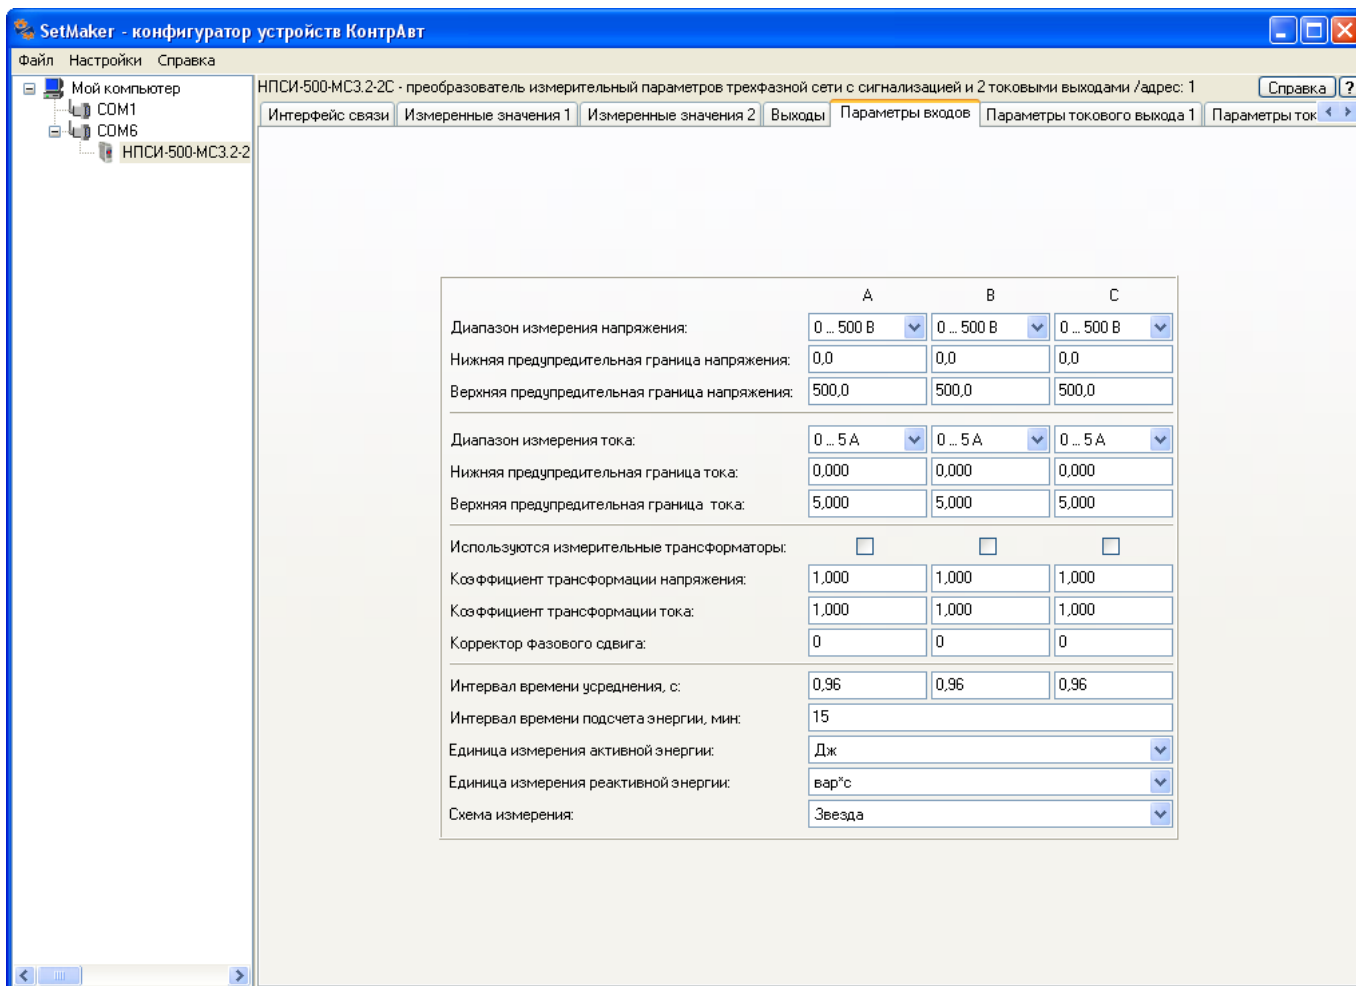 SetMaker - конфигуратор устройств КонтрАвт
Файл Настройки Справка
Мой компьютер
COM1
COM6
НПСИ-500-МС3.2-2
НПСИ-500-МС3.2-2С - преобразователь измерительный параметров трехфазной сети с сигнализацией и 2 токовыми выходами /адрес: 1 Справка ?
Интерфейс связи Измеренные значения 1 Измеренные значения 2 Выходы Параметры входов Параметры токового выхода 1 Параметры ток
A B C
Диапазон измерения напряжения: 0 ... 500 В 0 ... 500 В 0 ... 500 В
Нижняя предупредительная граница напряжения: 0,0 0,0 0,0
Верхняя предупредительная граница напряжения: 500,0 500,0 500,0
Диапазон измерения тока: 0 ... 5 А 0 ... 5 А 0 ... 5 А
Нижняя предупредительная граница тока: 0,000 0,000 0,000
Верхняя предупредительная граница тока: 5,000 5,000 5,000
Используются измерительные трансформаторы:
Коэффициент трансформации напряжения: 1,000 1,000 1,000
Коэффициент трансформации тока: 1,000 1,000 1,000
Корректор фазового сдвига: 0 0 0
Интервал времени усреднения, с: 0,96 0,96 0,96
Интервал времени подсчета энергии, мин: 15
Единица измерения активной энергии: Дж
Единица измерения реактивной энергии: вар*с
Схема измерения: Звезда